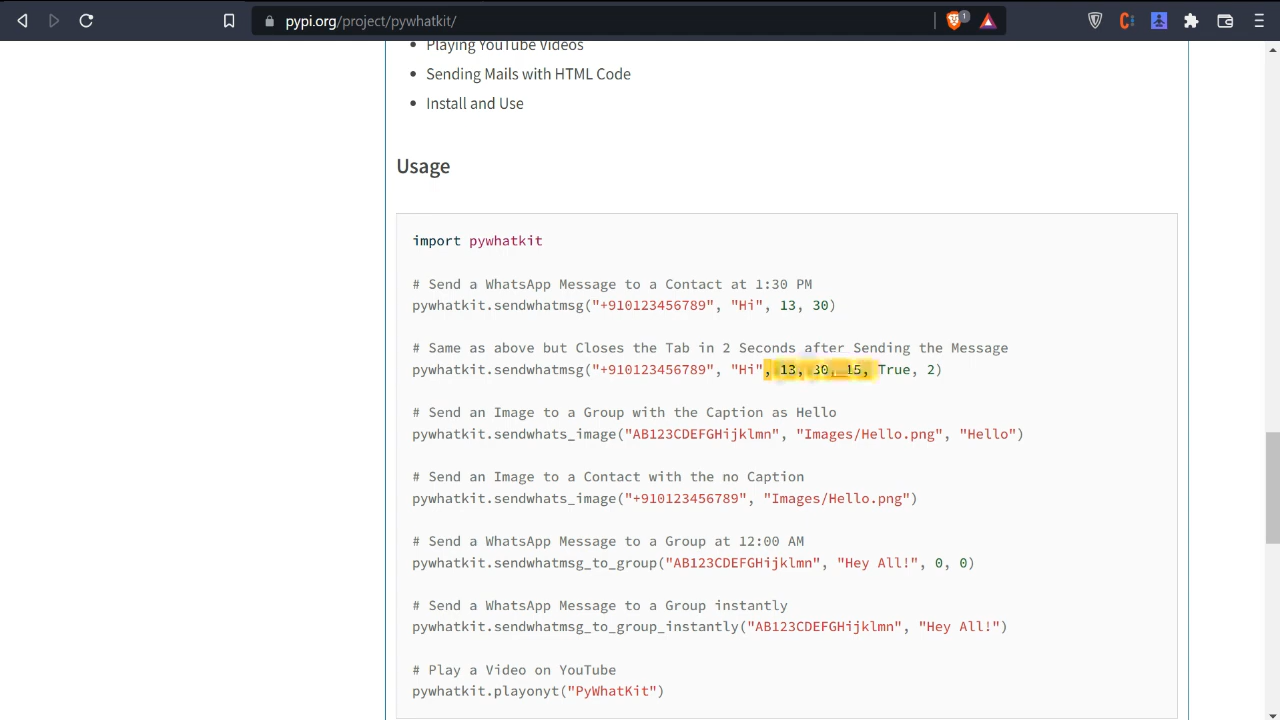 pypi.org/project/pywhatkit/
1
Playing YouTube Videos
Sending Mails with HTML Code
Install and Use
Usage
import pywhatkit
# Send a WhatsApp Message to a Contact at 1:30 PM
pywhatkit.sendwhatmsg("+910123456789", "Hi", 13, 30)
# Same as above but Closes the Tab in 2 Seconds after Sending the Message
pywhatkit.sendwhatmsg("+910123456789", "Hi", 13, 30, 15, True, 2)
# Send an Image to a Group with the Caption as Hello
pywhatkit.sendwhats_image("AB123CDEFGHijklmn", "Images/Hello.png", "Hello")
# Send an Image to a Contact with the no Caption
pywhatkit.sendwhats_image("+910123456789", "Images/Hello.png")
# Send a WhatsApp Message to a Group at 12:00 AM
pywhatkit.sendwhatmsg_to_group("AB123CDEFGHijklmn", "Hey All!", 0, 0)
# Send a WhatsApp Message to a Group instantly
pywhatkit.sendwhatmsg_to_group_instantly("AB123CDEFGHijklmn", "Hey All!")
# Play a Video on YouTube
pywhatkit.playonyt("PyWhatKit")